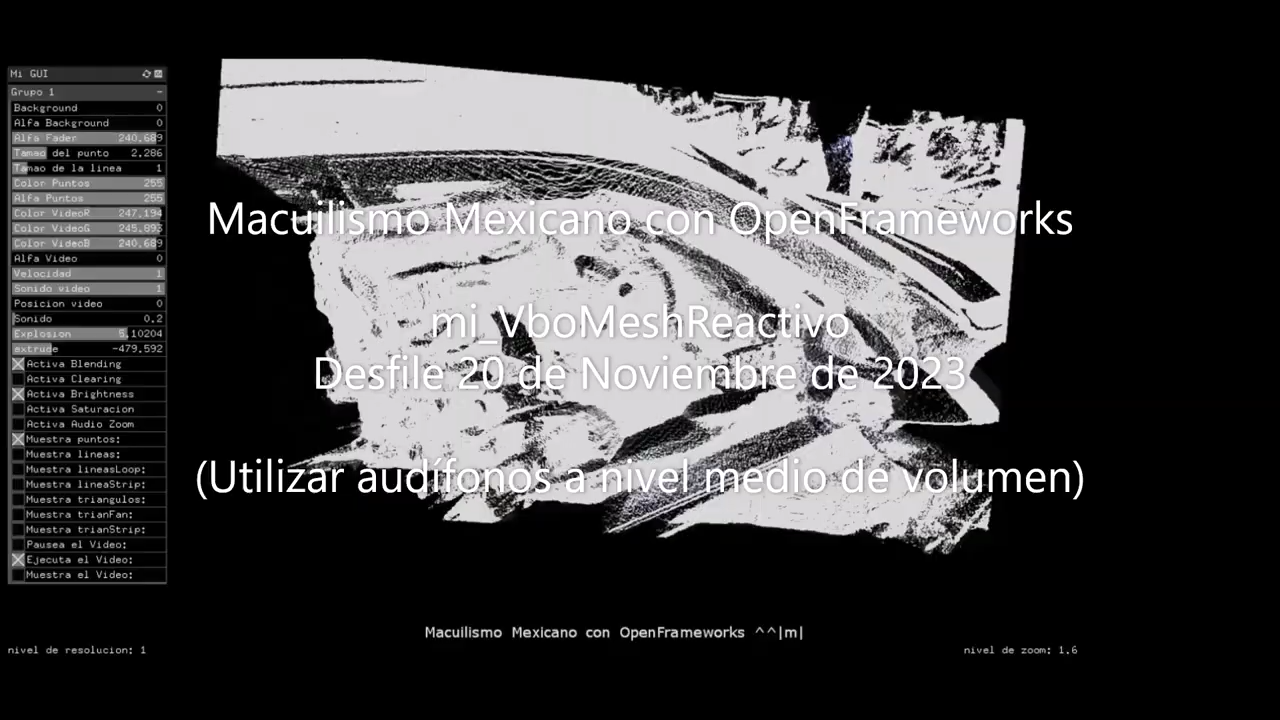 Mi GUI
Grupo 1 -
Background 0
Alfa Background 0
Alfa Fader 240.689
Tamao del punto 2.286
Tamao de la linea 1
Color Puntos 255
Alfa Puntos 255
Color VideoR 247.194
Color VideoG 245.893
Color VideoB 240.689
Alfa Video 0
Velocidad 1
Sonido video 1
Posicion video 0
Sonido 0.2
Explosion 5.10204
extrude -479.592
Activa Blending
Activa Clearing
Activa Brightness
Activa Saturacion
Activa Audio Zoom
Muestra puntos:
Muestra lineas:
Muestra lineasLoop:
Muestra lineaStrip:
Muestra triangulos:
Muestra trianFan:
Muestra trianStrip:
Pausea el Video:
Ejecuta el Video:
Muestra el Video:
Macuilismo Mexicano con OpenFrameworks
mi_VboMeshReactivo
Desfile 20 de Noviembre de 2023
(Utilizar audífonos a nivel medio de volumen)
Macuilismo Mexicano con OpenFrameworks ^^|m|
nivel de resolucion: 1
nivel de zoom: 1.6